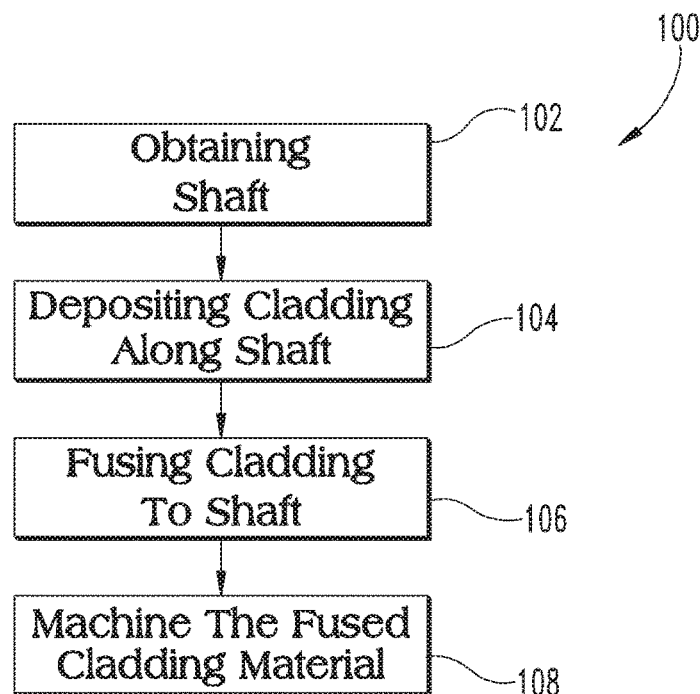 100
102
Obtaining
Shaft
Depositing Cladding
Along Shaft
104
Fusing Cladding
To Shaft
106
Machine The Fused
Cladding Material
108